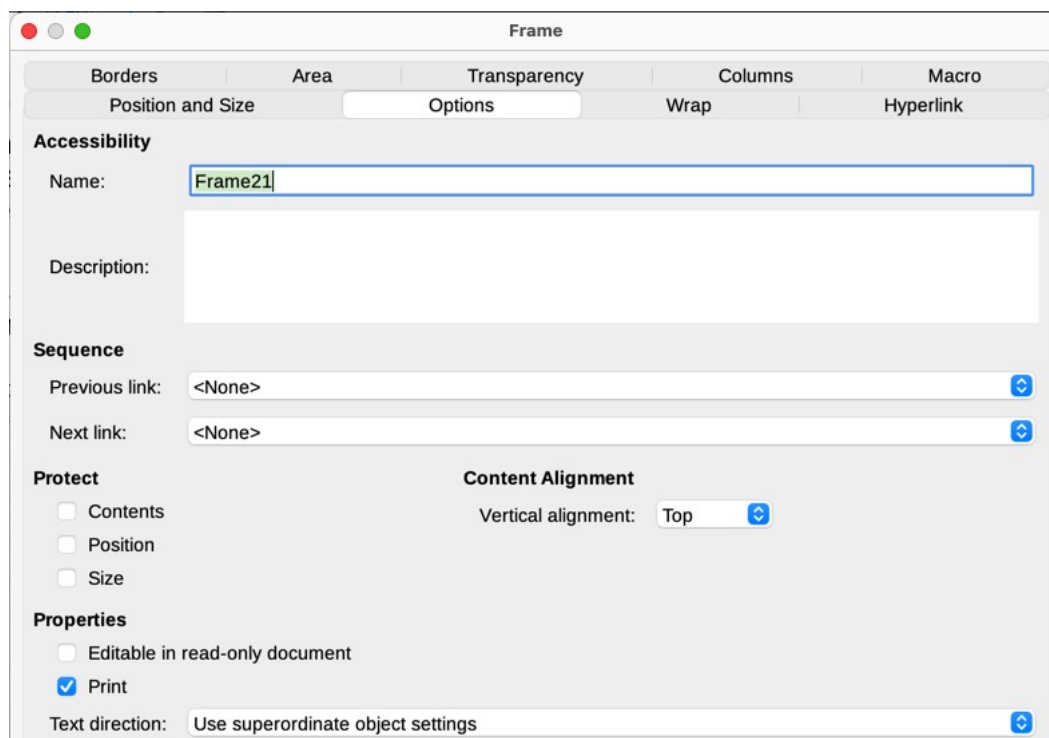 Frame
Borders Area Transparency Columns Macro
Position and Size Options Wrap Hyperlink
Accessibility
Name: Frame21
Description:
Sequence
Previous link: <None>
Next link: <None>
Protect Content Alignment
Contents Vertical alignment: Top
Position
Size
Properties
Editable in read-only document
Print
Text direction: Use superordinate object settings